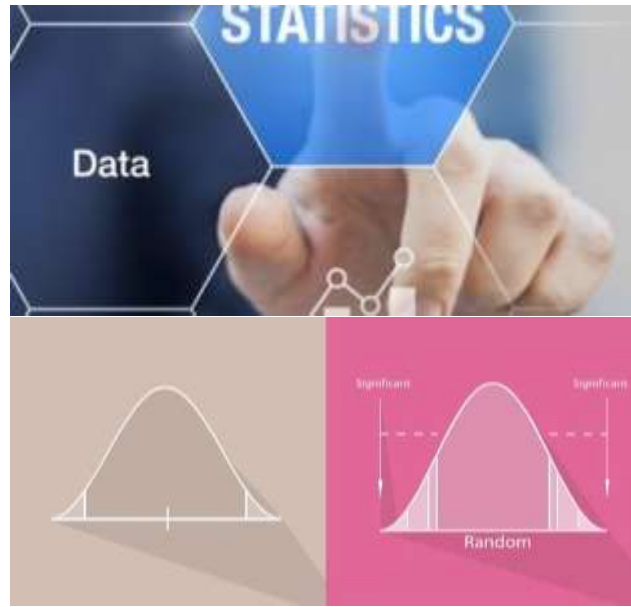 STATISTICS
Data
Significant
Significant
Random